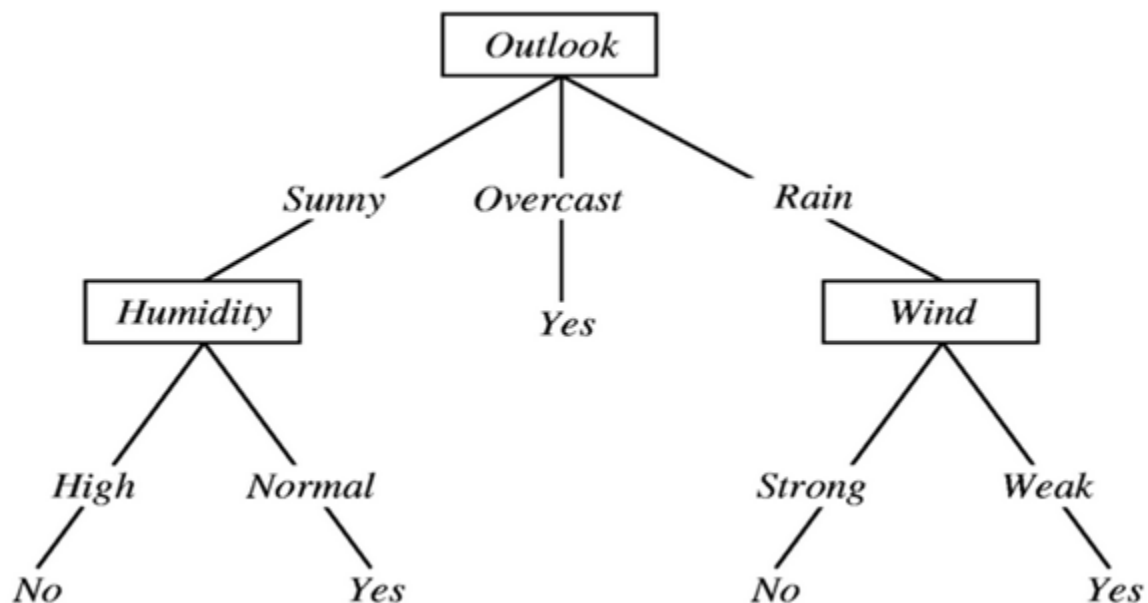 Outlook
Sunny Overcast Rain
Humidity Yes Wind
High Normal Strong Weak
No Yes No Yes